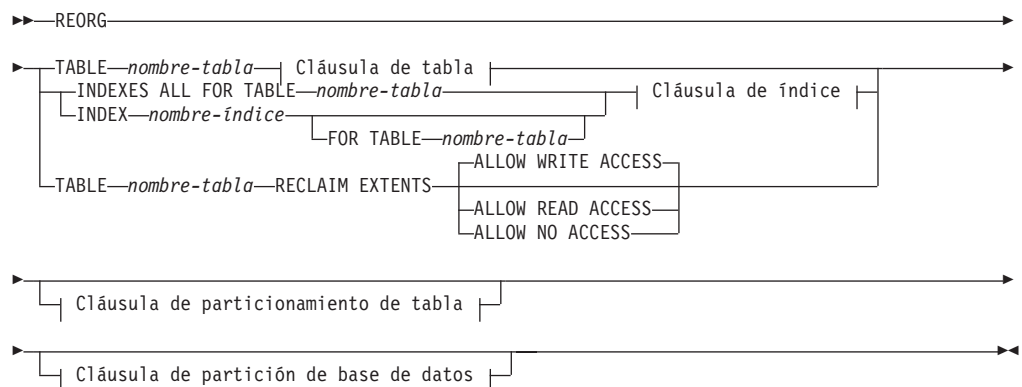 REORG
TABLE nombre-tabla Cláusula de tabla
INDEXES ALL FOR TABLE nombre-tabla Cláusula de índice
INDEX nombre-índice
FOR TABLE nombre-tabla
ALLOW WRITE ACCESS
TABLE nombre-tabla RECLAIM EXTENTS
ALLOW READ ACCESS
ALLOW NO ACCESS
Cláusula de particionamiento de tabla
Cláusula de partición de base de datos